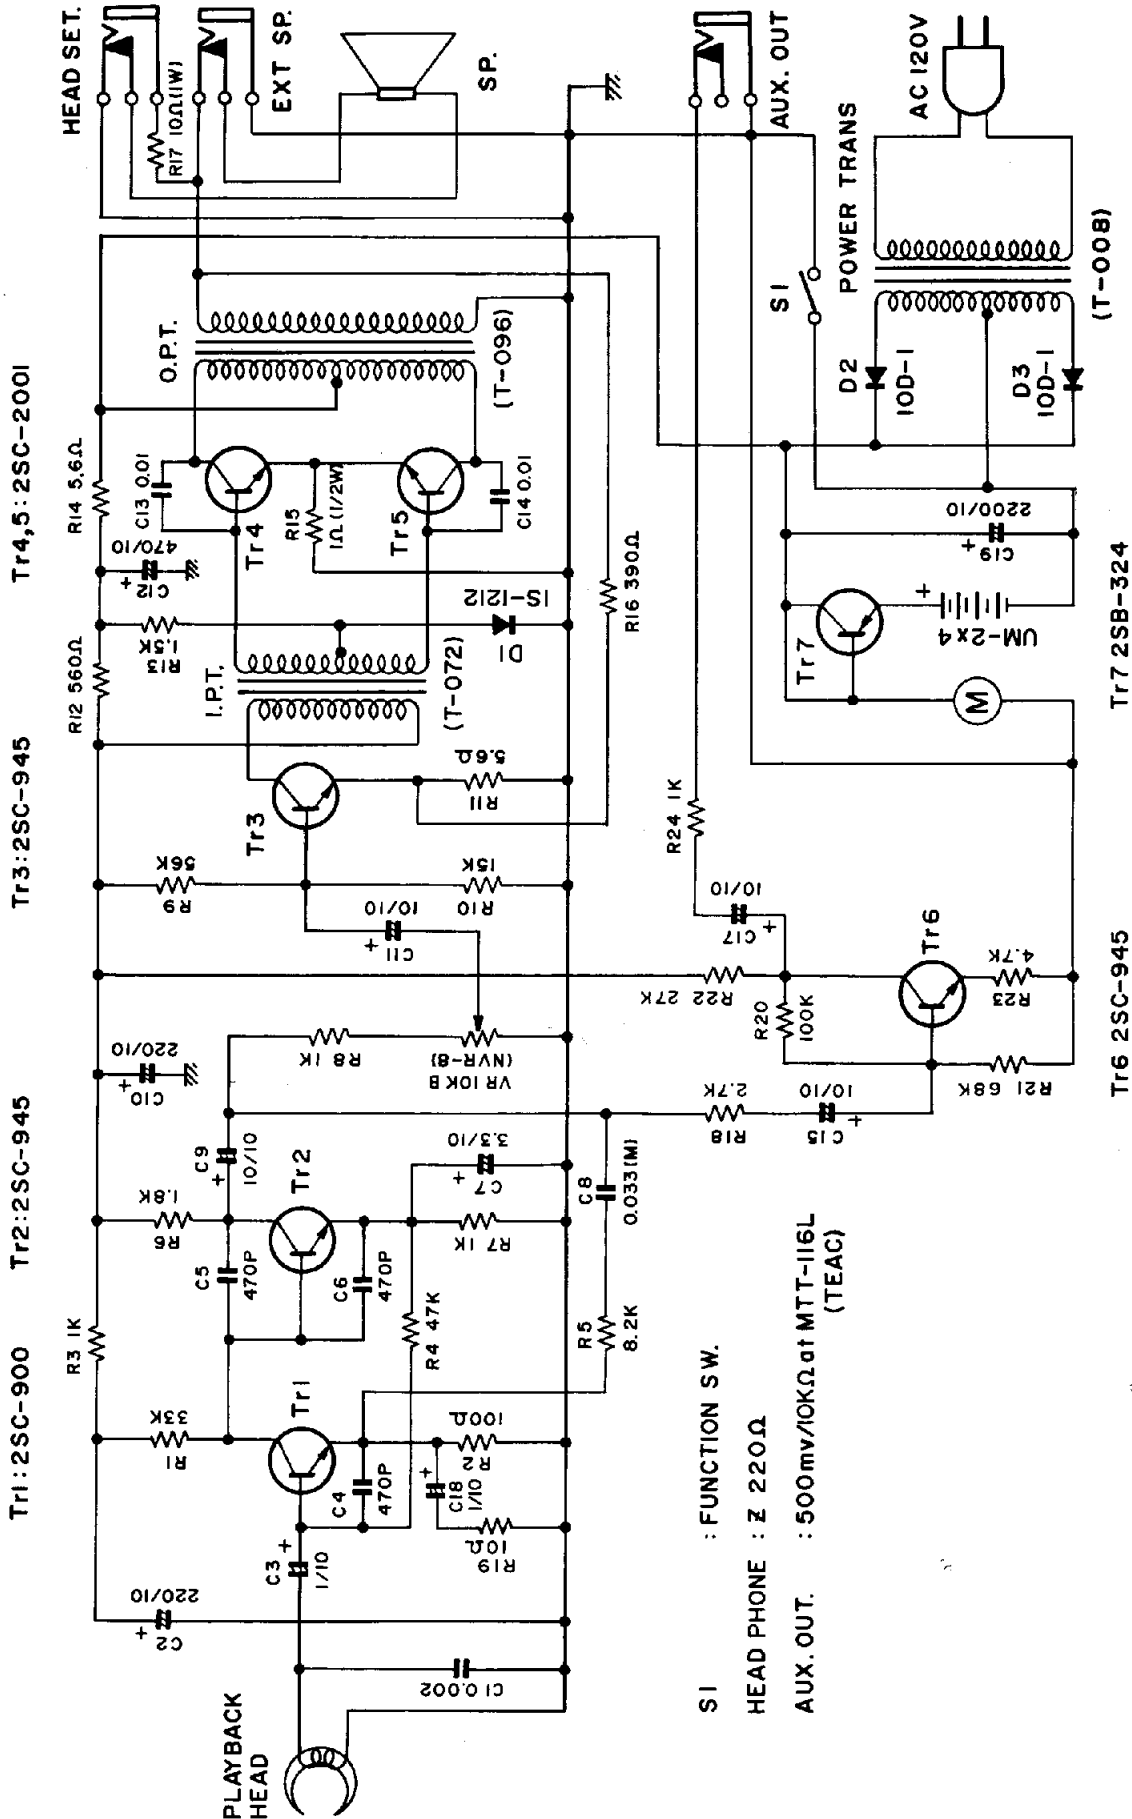 Tr1:2SC-900
Tr2:2SC-945
Tr3:2SC-945
Tr4,5:2SC-2001
R3 1K
R12 560Ω
R14 5.6Ω
HEAD SET.
R17 10Ω(1W)
EXT SP.
SP.
220/10
C2
R1
33K
R6
1.8K
C10
220/10
R9
56K
R13
1.5K
C12
470/10
C13 0.01
C5
470P
C9
10/10
I.P.T.
O.P.T.
PLAYBACK
HEAD
C3
1/10
Tr1
Tr2
Tr3
Tr4
R15
1Ω (1/2W)
Tr5
C4
470P
C6
470P
R4 47K
R8 1K
C11
10/10
VR 10KB
(NVR-8)
(T-072)
(T-096)
C14 0.01
C1 0.002
R19
10Ω
C18
1/10
R2
100Ω
R7 1K
C7
3.3/10
R10
15K
R11
5.6Ω
D1
1S-1212
R5
8.2K
C8
0.033(M)
R16 390Ω
R18
2.7K
C15
10/10
R22 27K
R20
100K
C17
10/10
R24 1K
AUX. OUT
Tr6
R21 68K
R23
4.7K
M
Tr7
UM-2x4
C19
2200/10
S1
D2
10D-1
D3
10D-1
POWER TRANS
AC 120V
(T-008)
S1 : FUNCTION SW.
HEAD PHONE : Z 220Ω
AUX. OUT. : 500mv/10KΩ at MTT-116L
(TEAC)
Tr6 2SC-945
Tr7 2SB-324